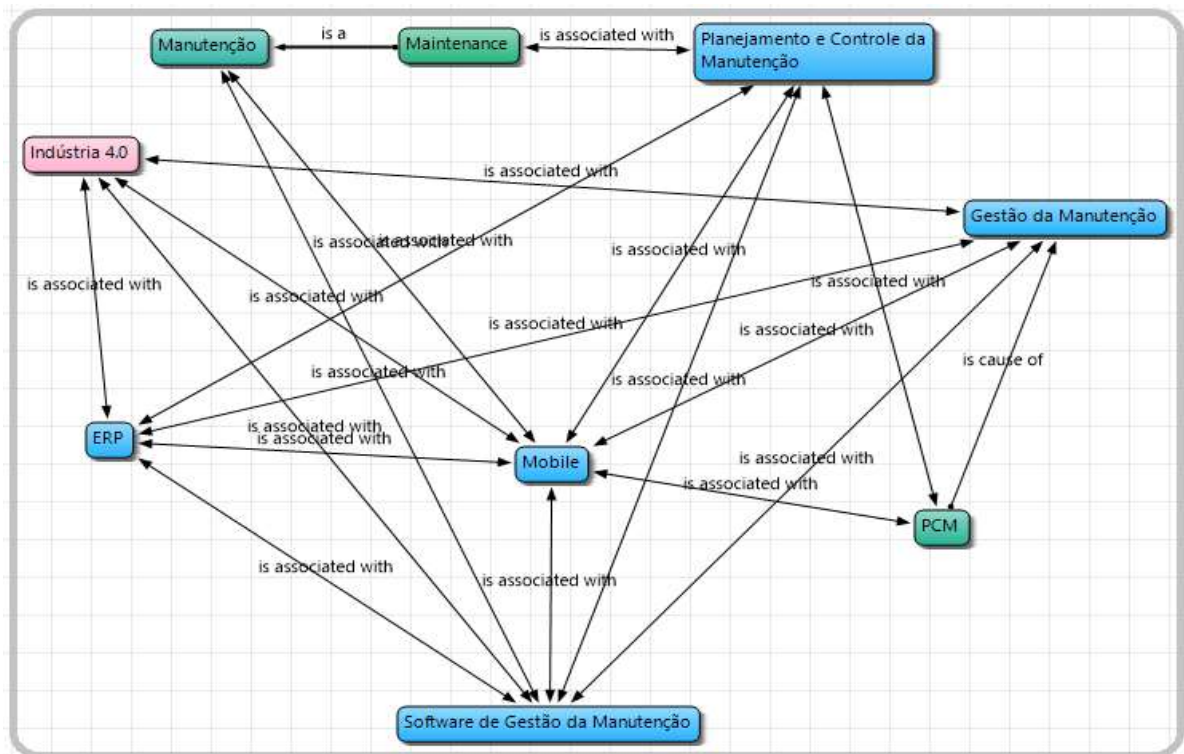 Manutenção
is a
Maintenance
is associated with
Planejamento e Controle da
Manutenção
Indústria 4.0
is associated with
Gestão da Manutenção
is associated with
is associated with
is associated with
is associated with
is associated with
is associated with
is associated with
is associated with
is associated with
is cause of
is associated with
is associated with
ERP
is associated with
is associated with
Mobile
is associated with
is associated with
PCM
is associated with
is associated with
Software de Gestão da Manutenção